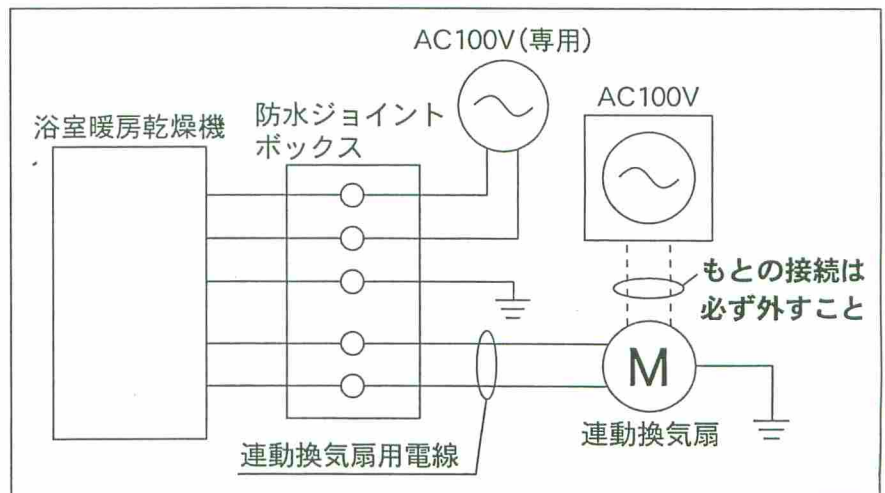 AC100V(専用)
AC100V
浴室暖房乾燥機
防水ジョイント
ボックス
もとの接続は
必ず外すこと
M
連動換気扇
連動換気扇用電線